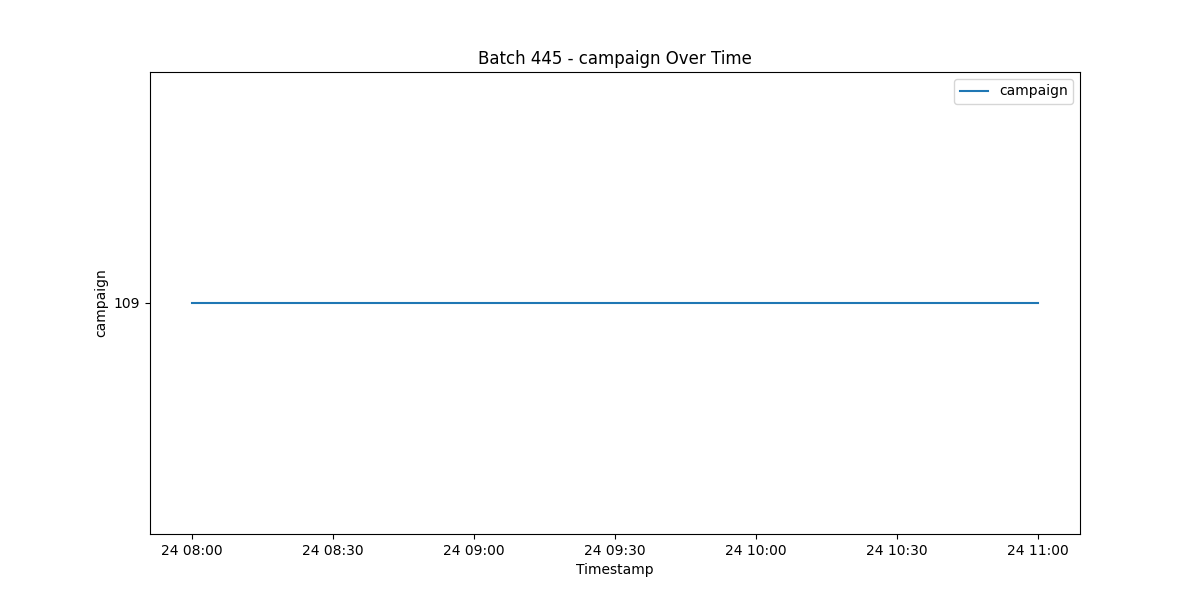 Batch 445 - campaign Over Time
campaign
campaign
109
24 08:00
24 08:30
24 09:00
24 09:30
24 10:00
24 10:30
24 11:00
Timestamp